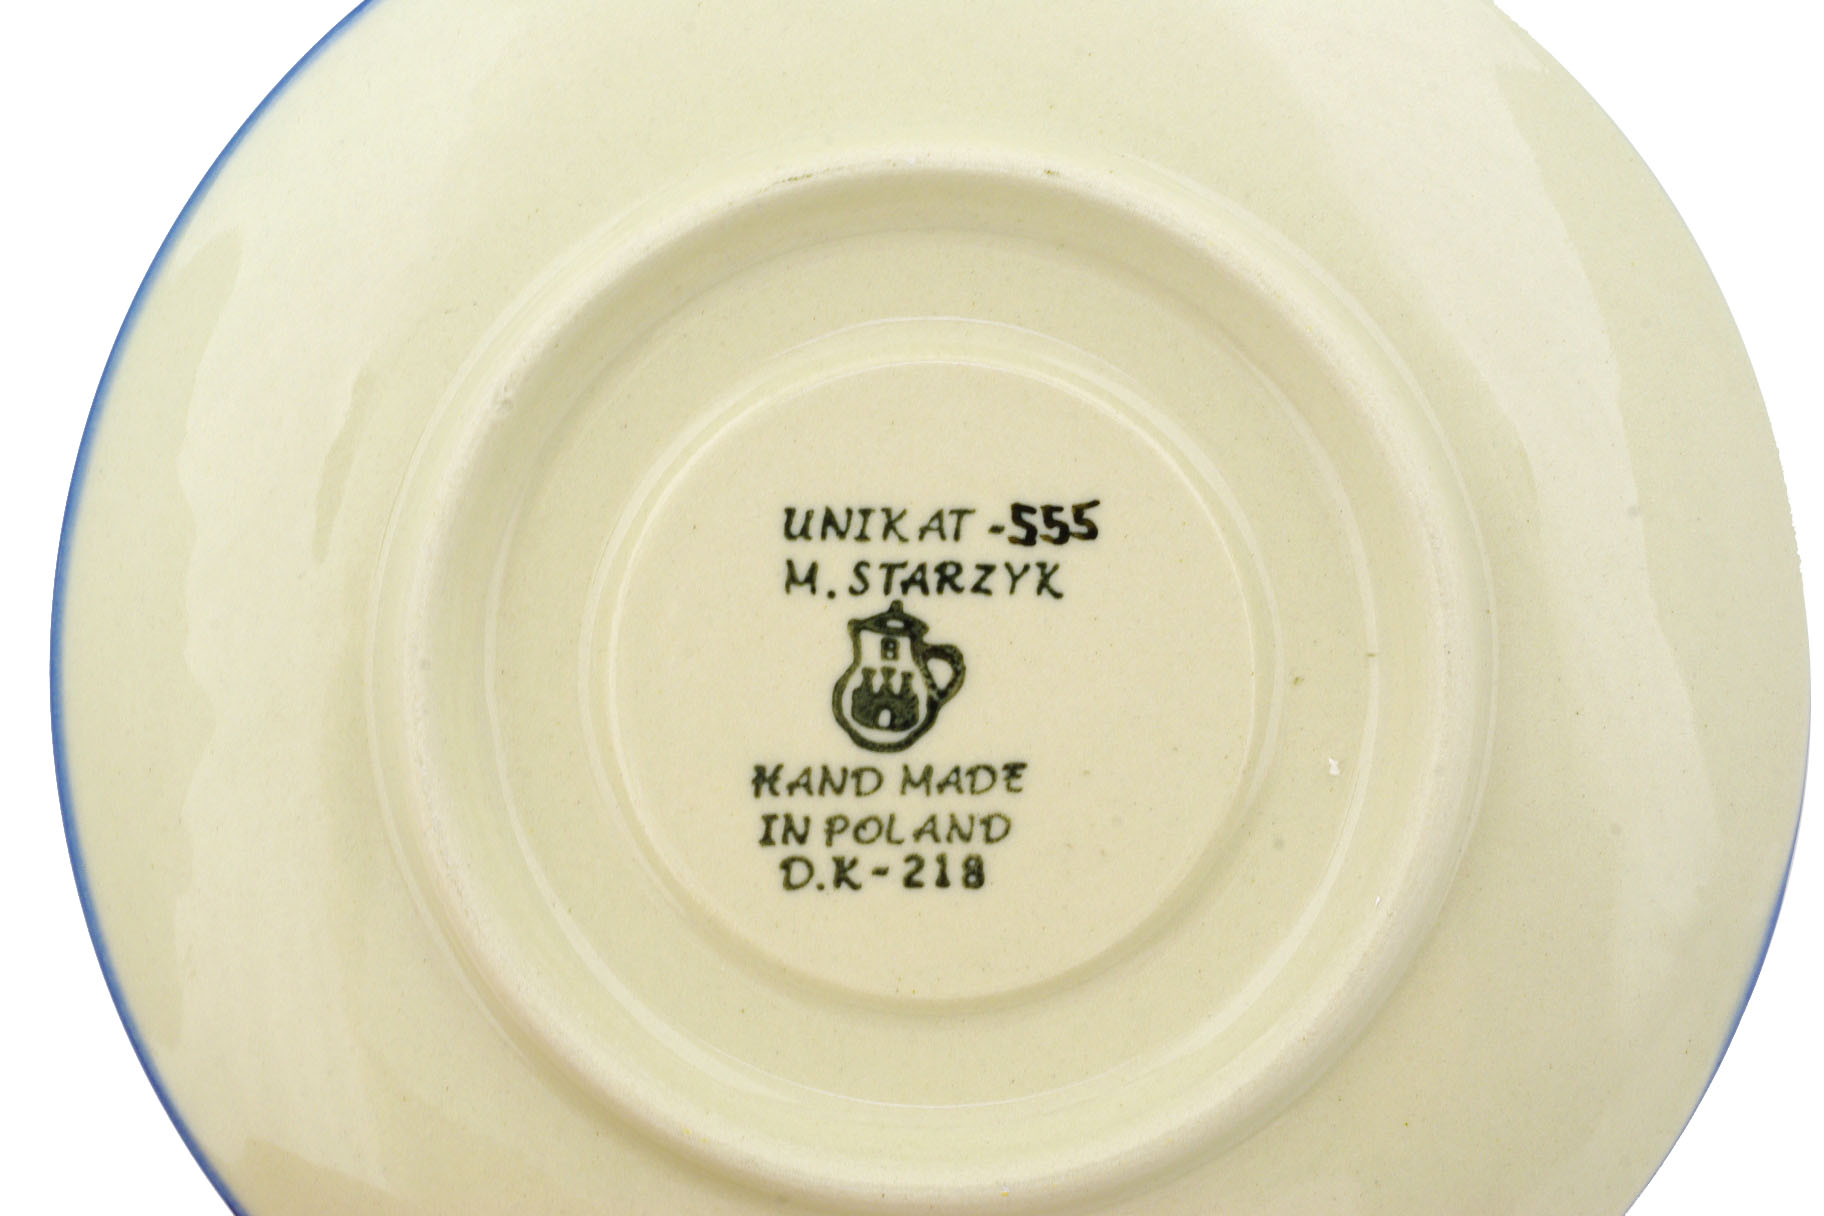 UNIKAT -555
M. STARZYK
HAND MADE
IN POLAND
D.K - 218